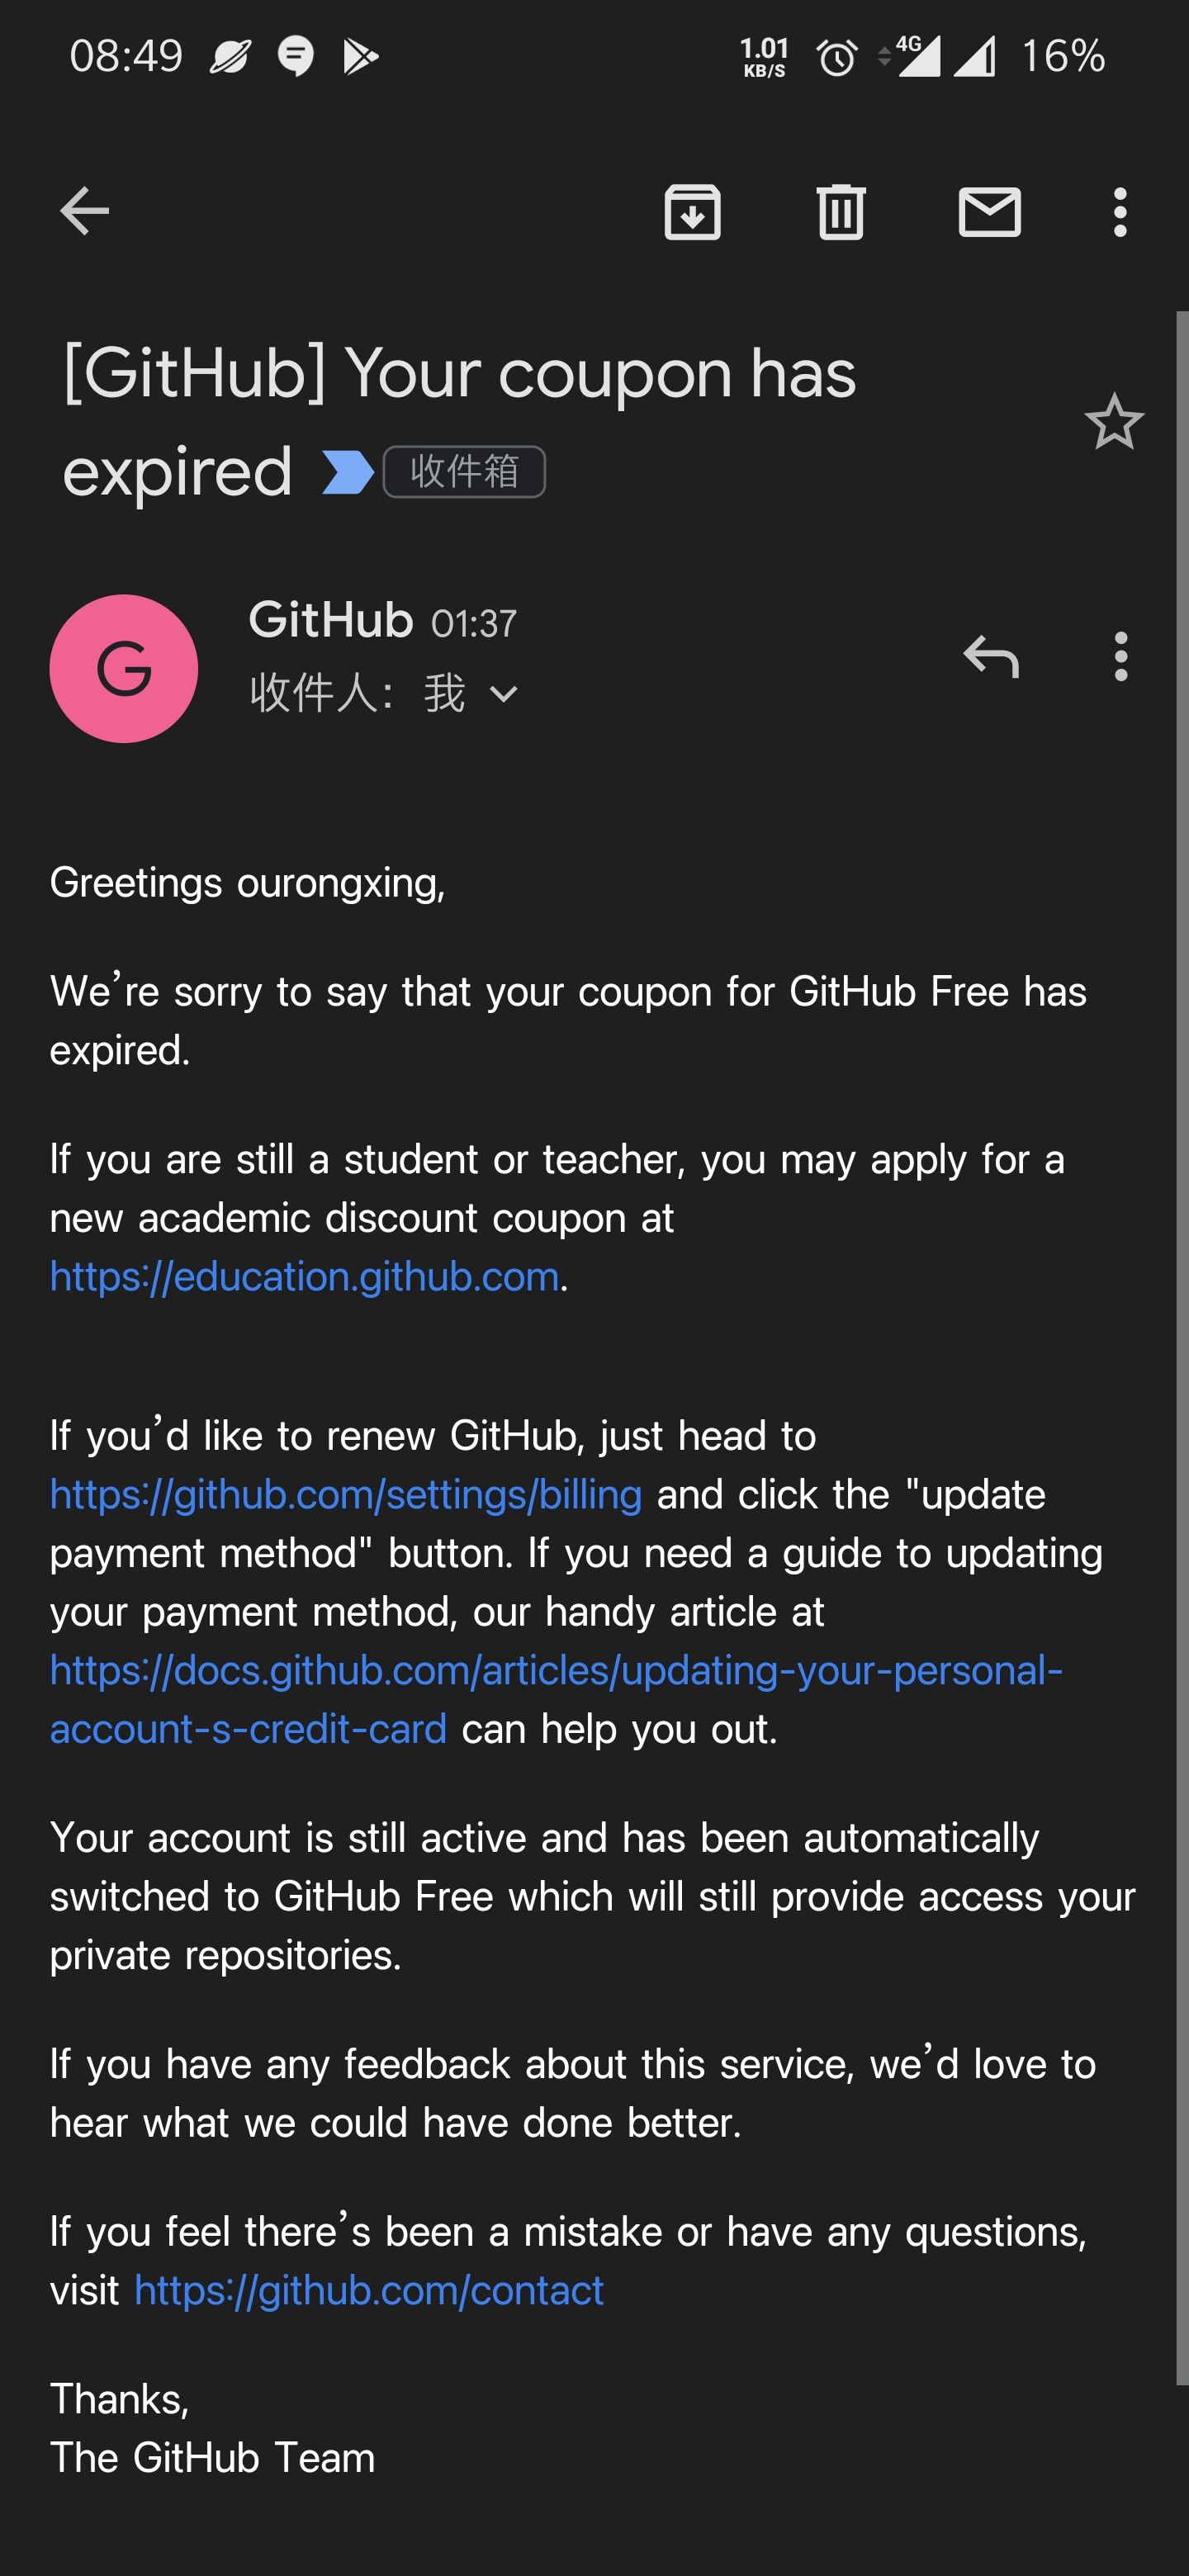 08:49
1.01
KB/S
4G
16%
[GitHub] Your coupon has
expired
收件箱
G
GitHub 01:37
收件人：我
Greetings ourongxing,
We’re sorry to say that your coupon for GitHub Free has
expired.
If you are still a student or teacher, you may apply for a
new academic discount coupon at
https://education.github.com.
If you’d like to renew GitHub, just head to
https://github.com/settings/billing and click the "update
payment method" button. If you need a guide to updating
your payment method, our handy article at
https://docs.github.com/articles/updating-your-personal-
account-s-credit-card can help you out.
Your account is still active and has been automatically
switched to GitHub Free which will still provide access your
private repositories.
If you have any feedback about this service, we’d love to
hear what we could have done better.
If you feel there’s been a mistake or have any questions,
visit https://github.com/contact
Thanks,
The GitHub Team